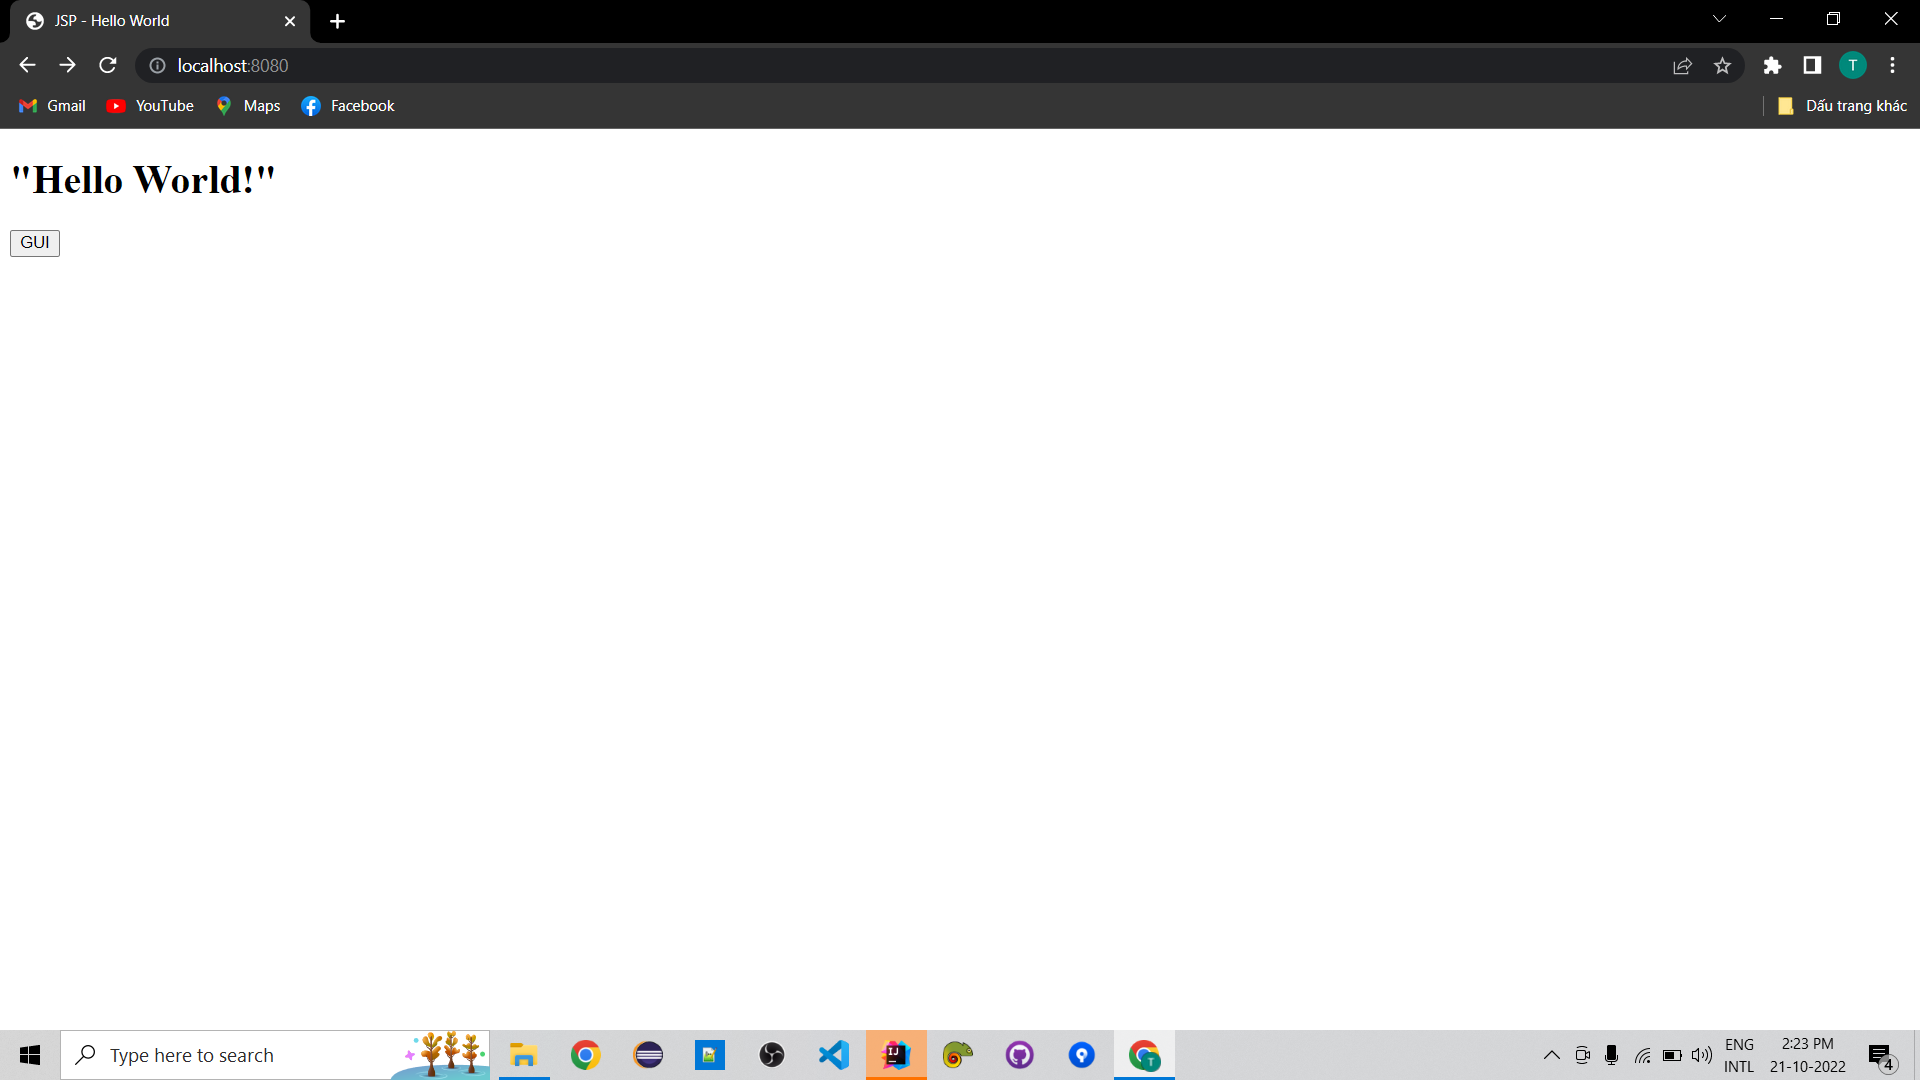 JSP - Hello World
localhost:8080
T
Gmail
YouTube
Maps
Facebook
Dấu trang khác
"Hello World!"
GUI
Type here to search
IJ
T
ENG
INTL
2:23 PM
21-10-2022
4